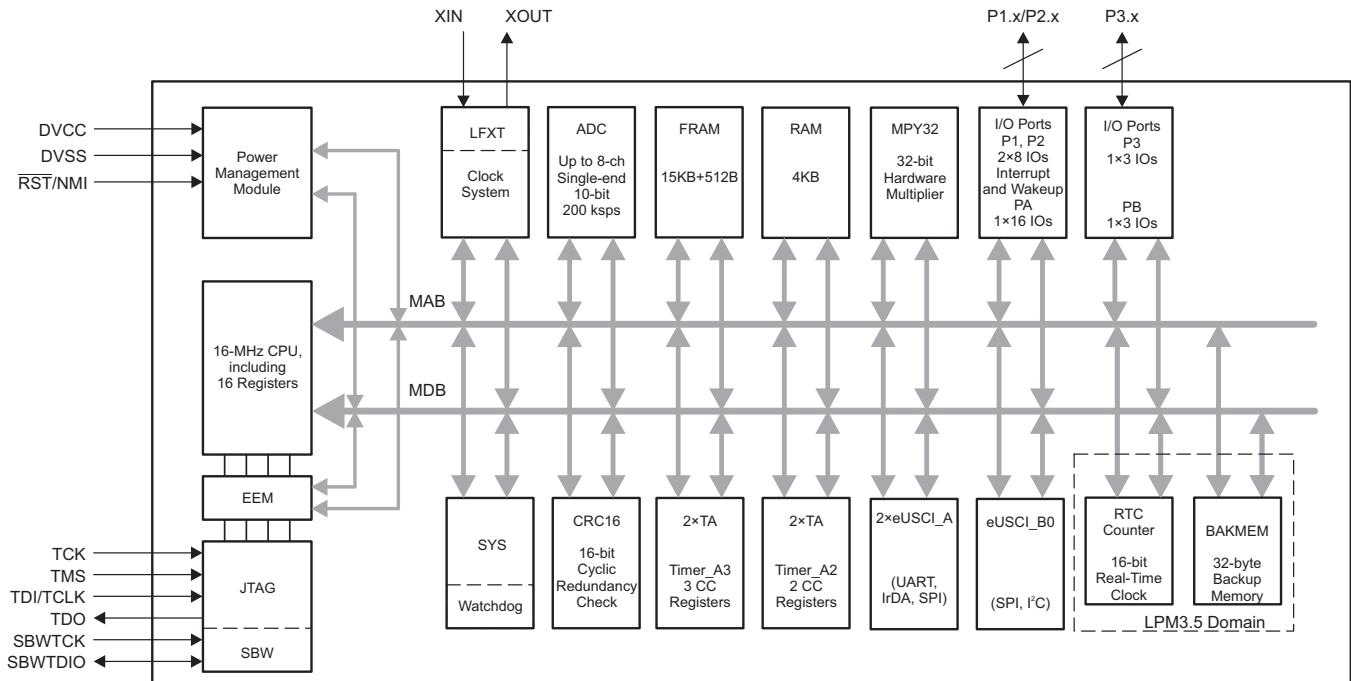 XIN
XOUT
P1.x/P2.x
P3.x
DVCC
DVSS
RST/NMI
Power
Management
Module
LFXT
Clock
System
ADC
Up to 8-ch
Single-end
10-bit
200 ksps
FRAM
15KB+512B
RAM
4KB
MPY32
32-bit
Hardware
Multiplier
I/O Ports
P1, P2
2×8 IOs
Interrupt
and Wakeup
PA
1×16 IOs
I/O Ports
P3
1×3 IOs
PB
1×3 IOs
MAB
16-MHz CPU,
including
16 Registers
MDB
EEM
TCK
TMS
TDI/TCLK
TDO
SBWTCK
SBWTDIO
JTAG
SBW
SYS
Watchdog
CRC16
16-bit
Cyclic
Redundancy
Check
2×TA
Timer_A3
3 CC
Registers
2×TA
Timer_A2
2 CC
Registers
2×eUSCI_A
(UART,
IrDA, SPI)
eUSCI_B0
(SPI, I²C)
RTC
Counter
16-bit
Real-Time
Clock
BAKMEM
32-byte
Backup
Memory
LPM3.5 Domain